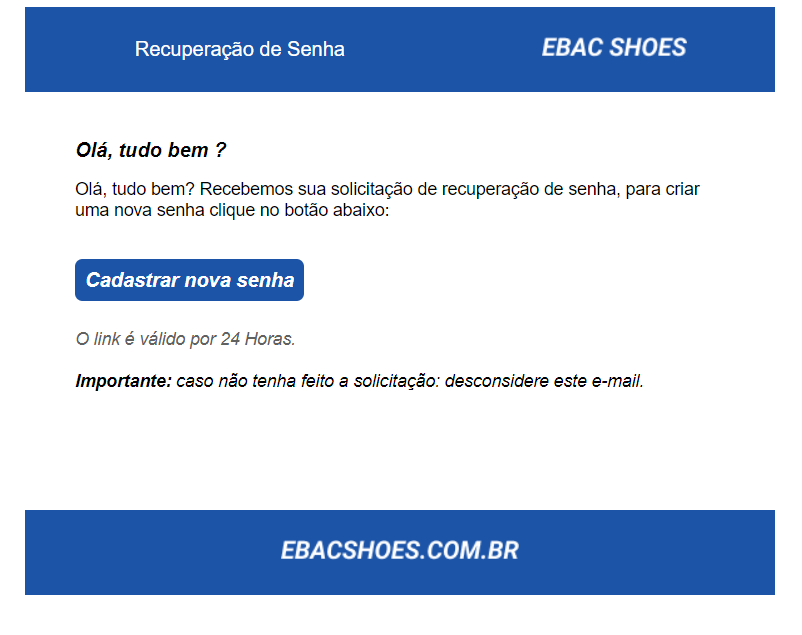 Recuperação de Senha
EBAC SHOES
Olá, tudo bem ?
Olá, tudo bem? Recebemos sua solicitação de recuperação de senha, para criar
uma nova senha clique no botão abaixo:
Cadastrar nova senha
O link é válido por 24 Horas.
Importante: caso não tenha feito a solicitação: desconsidere este e-mail.
EBACSHOES.COM.BR